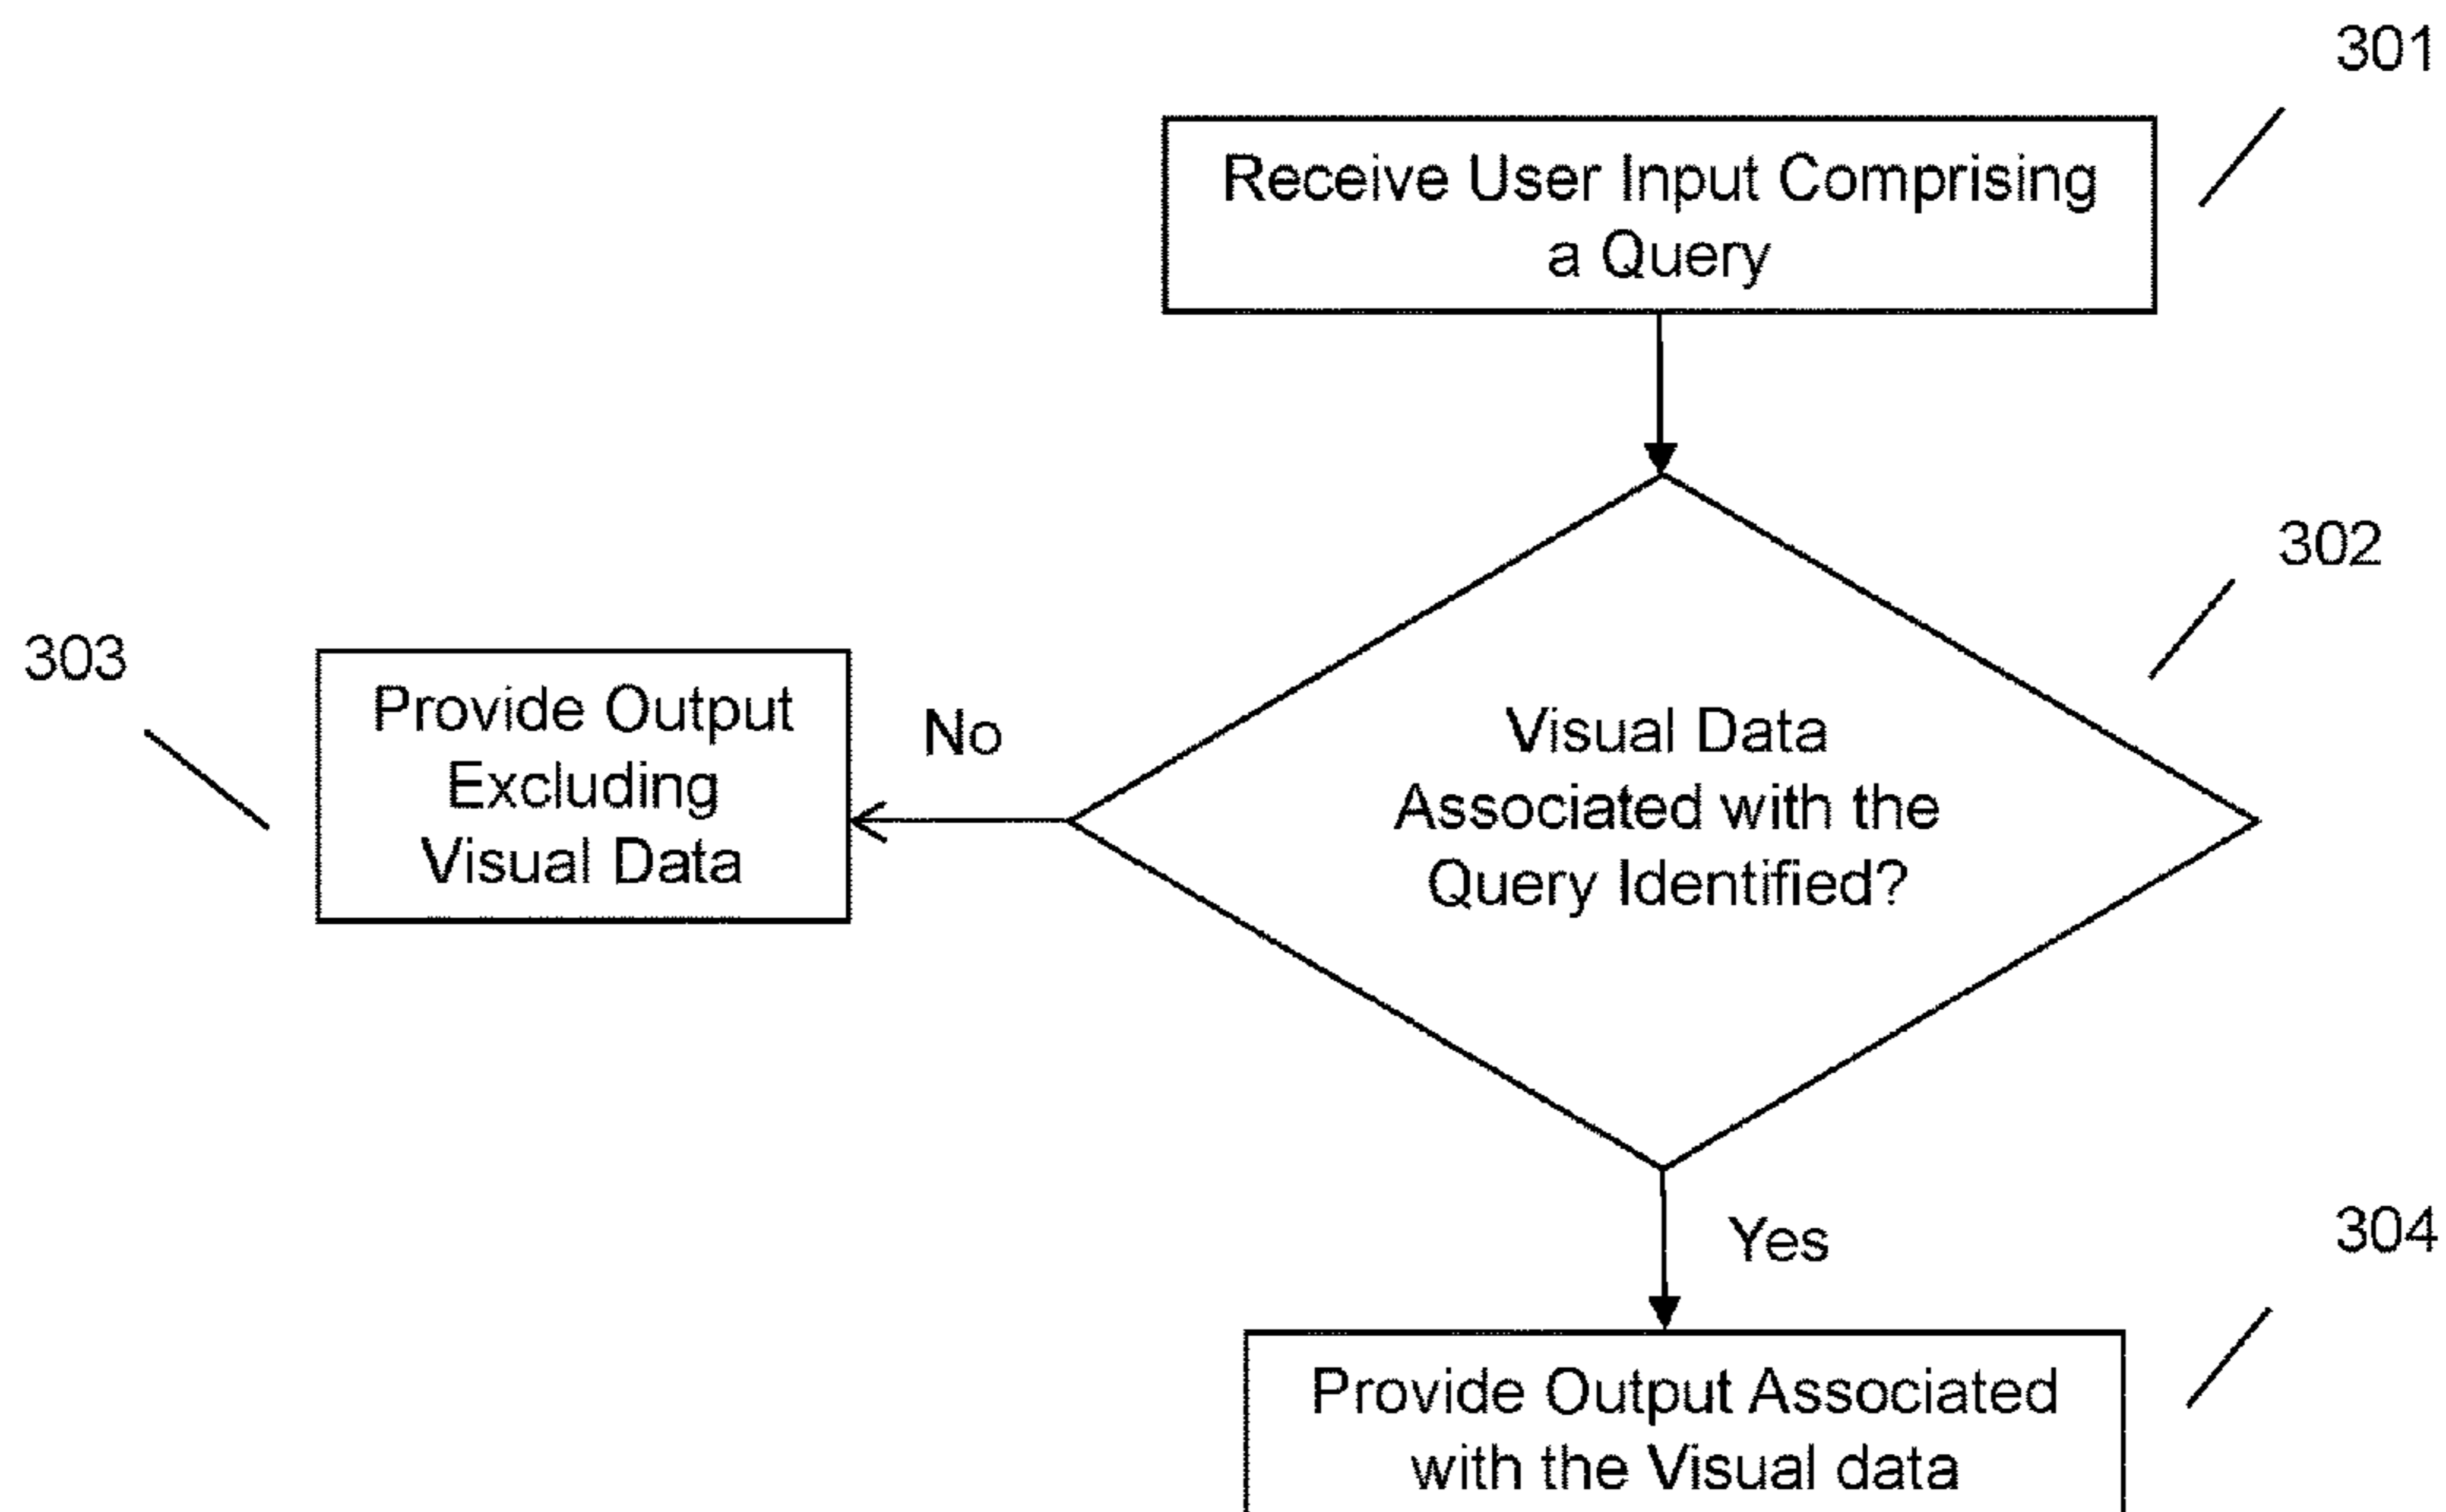 301
Receive User Input Comprising
a Query
302
Visual Data
Associated with the
Query Identified?
303
Provide Output
Excluding
Visual Data
No
Yes
304
Provide Output Associated
with the Visual data